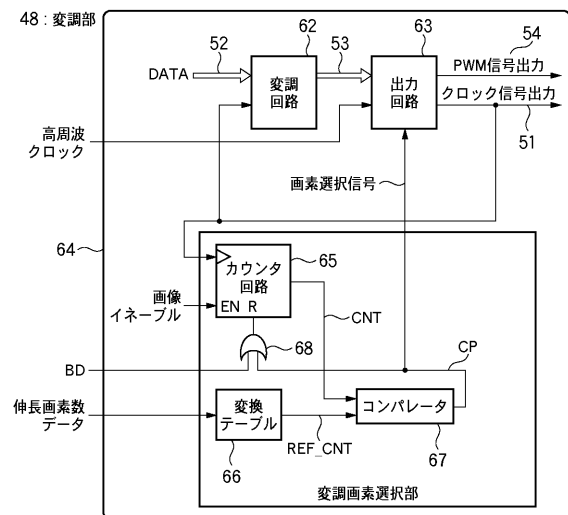 48 : 変調部
62
63
54
52
53
DATA
変調
回路
出力
回路
PWM信号出力
クロック信号出力
51
高周波
クロック
画素選択信号
64
65
カウンタ
回路
EN R
画像
イネーブル
CNT
68
CP
BD
伸長画素数
データ
変換
テーブル
コンパレータ
REF_CNT
66
67
変調画素選択部